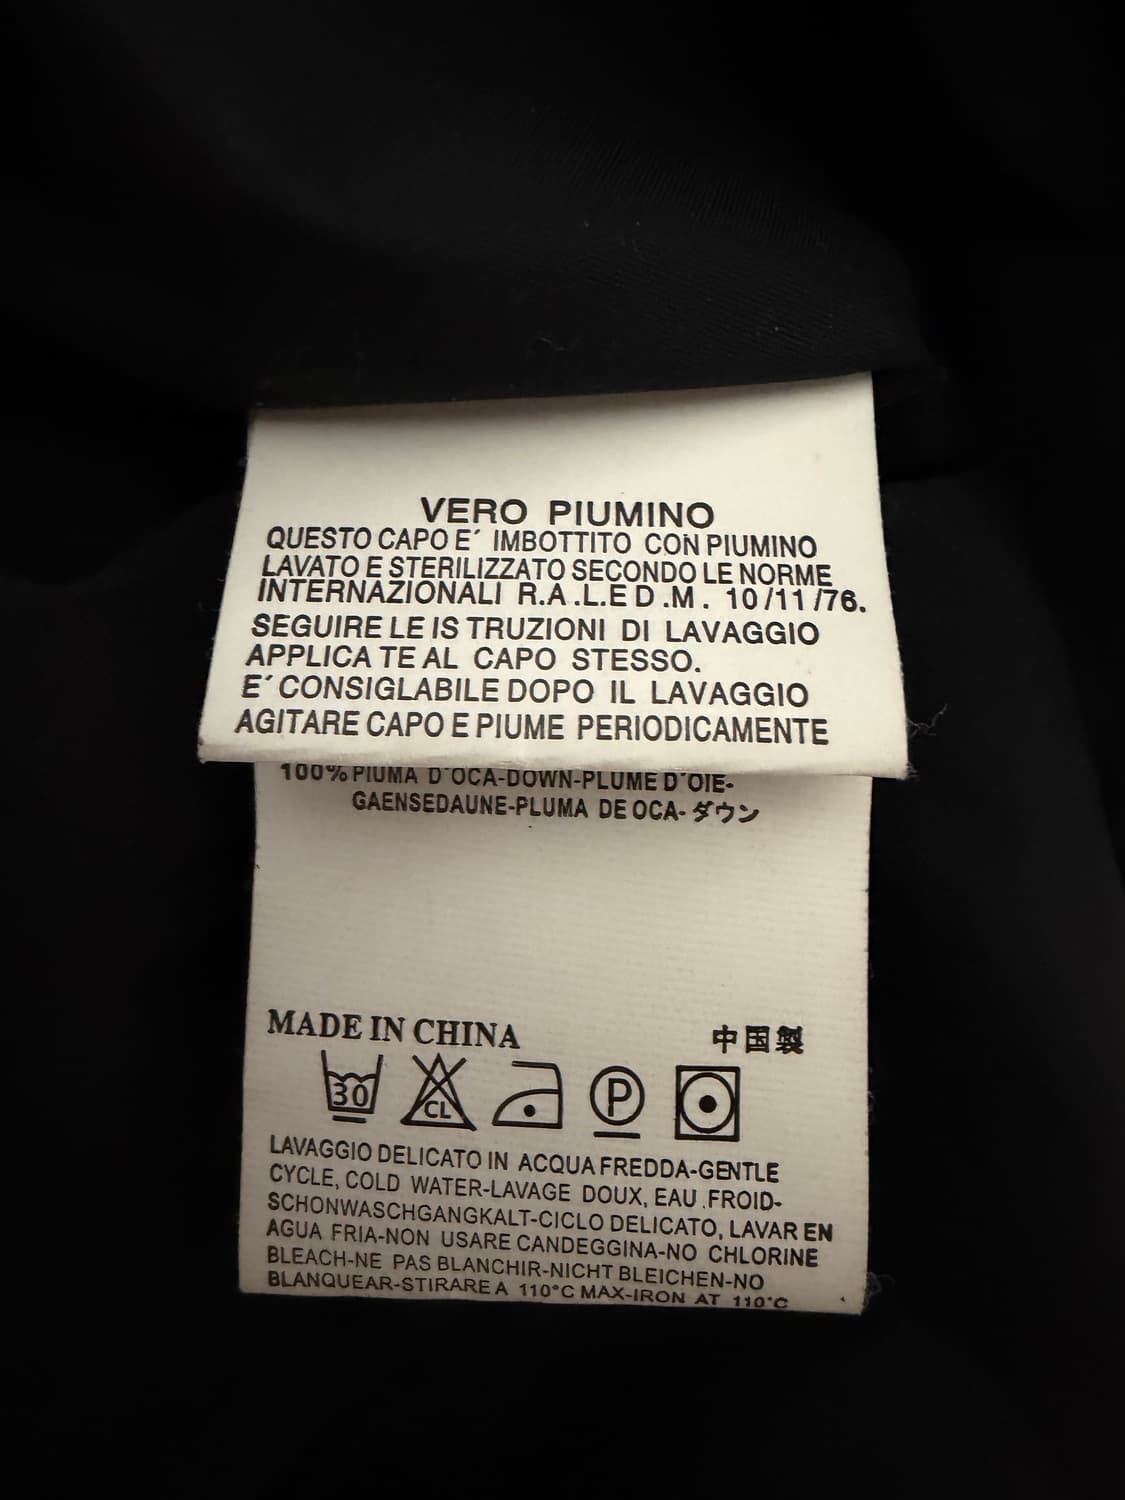 VERO PIUMINO
QUESTO CAPO E´ IMBOTTITO CON PIUMINO
LAVATO E STERILIZZATO SECONDO LE NORME
INTERNAZIONALI R.A.L.E D.M. 10/11/76.
SEGUIRE LE IS TRUZIONI DI LAVAGGIO
APPLICA TE AL CAPO STESSO.
E´ CONSIGLABILE DOPO IL LAVAGGIO
AGITARE CAPO E PIUME PERIODICAMENTE
100% PIUMA D´OCA-DOWN-PLUME D´OIE-
GAENSEDAUNE-PLUMA DE OCA-ダウン
MADE IN CHINA 中国製
30 CL P
LAVAGGIO DELICATO IN ACQUA FREDDA-GENTLE
CYCLE, COLD WATER-LAVAGE DOUX, EAU .FROID-
SCHONWASCHGANGKALT-CICLO DELICATO, LAVAR EN
AGUA FRIA-NON USARE CANDEGGINA-NO CHLORINE
BLEACH-NE PAS BLANCHIR-NICHT BLEICHEN-NO
BLANQUEAR-STIRARE A 110°C MAX-IRON AT 110°C